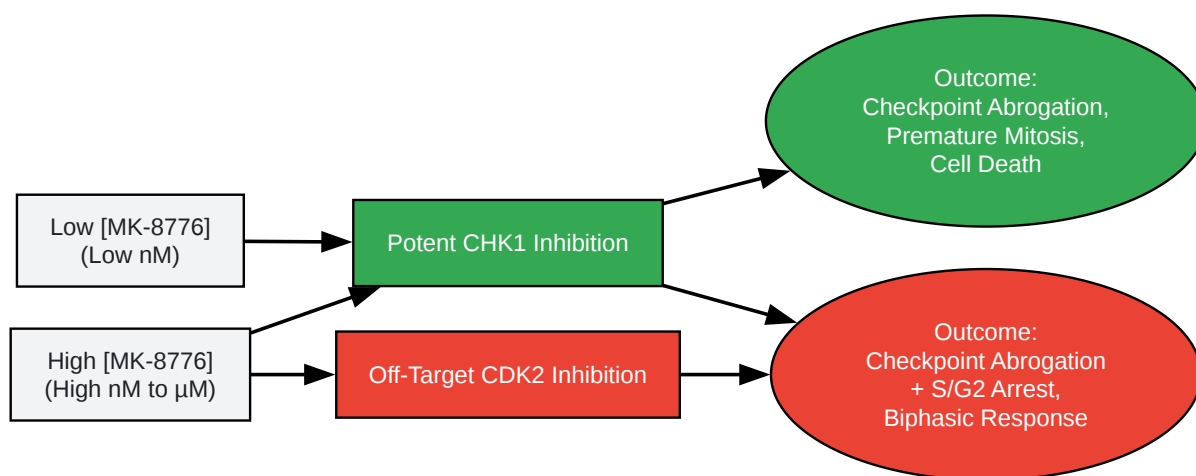 Outcome:
Checkpoint Abrogation,
Premature Mitosis,
Cell Death
Low [MK-8776]
(Low nM)
Potent CHK1 Inhibition
High [MK-8776]
(High nM to µM)
Off-Target CDK2 Inhibition
Outcome:
Checkpoint Abrogation
+ S/G2 Arrest,
Biphasic Response